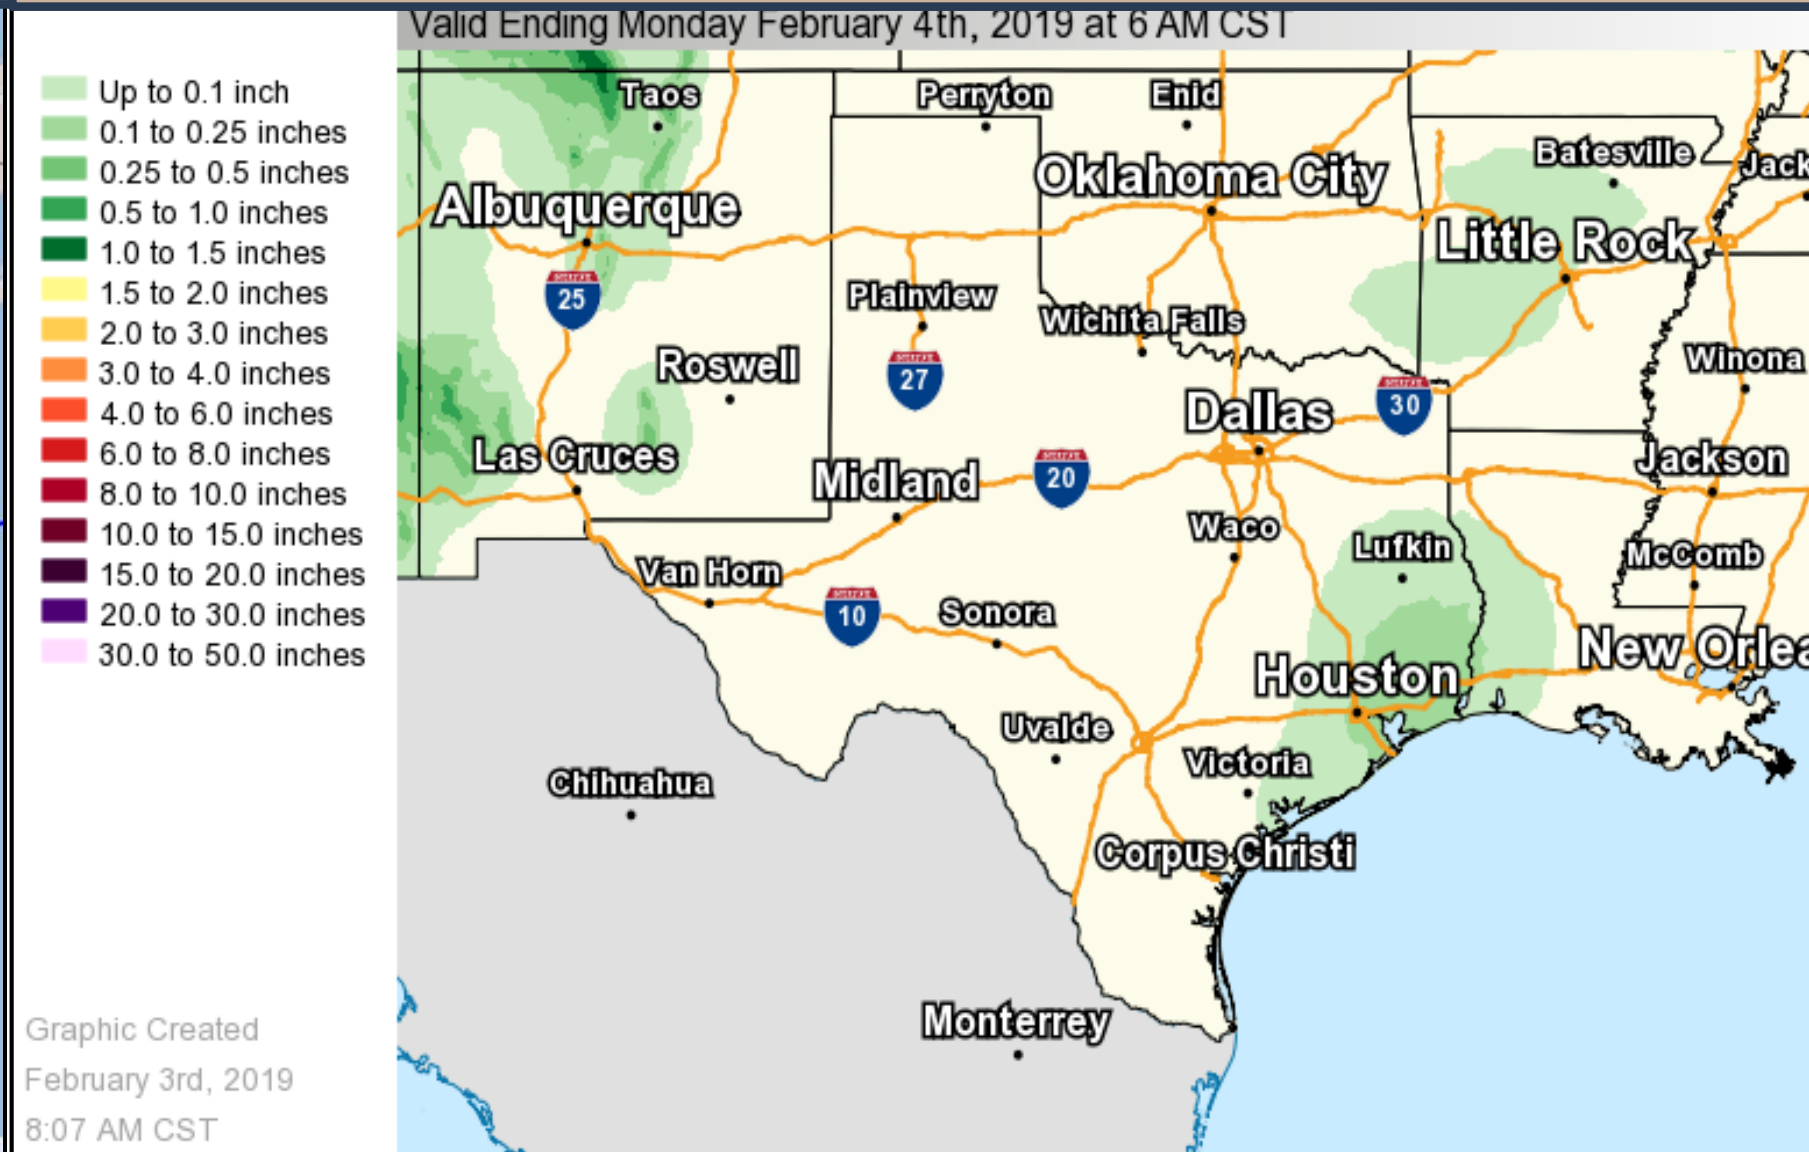 Valid Ending Monday February 4th, 2019 at 6 AM CST
Up to 0.1 inch
0.1 to 0.25 inches
0.25 to 0.5 inches
0.5 to 1.0 inches
1.0 to 1.5 inches
1.5 to 2.0 inches
2.0 to 3.0 inches
3.0 to 4.0 inches
4.0 to 6.0 inches
6.0 to 8.0 inches
8.0 to 10.0 inches
10.0 to 15.0 inches
15.0 to 20.0 inches
20.0 to 30.0 inches
30.0 to 50.0 inches
Graphic Created
February 3rd, 2019
8:07 AM CST
Taos
Perryton
Enid
Batesville
Jack
Oklahoma City
Albuquerque
Little Rock
25
Plainview
Wichita Falls
Winona
Roswell
27
30
Dallas
Las Cruces
Midland
20
Jackson
Waco
Lufkin
McComb
Van Horn
10
Sonora
New Orlea
Houston
Uvalde
Victoria
Chihuahua
Corpus Christi
Monterrey